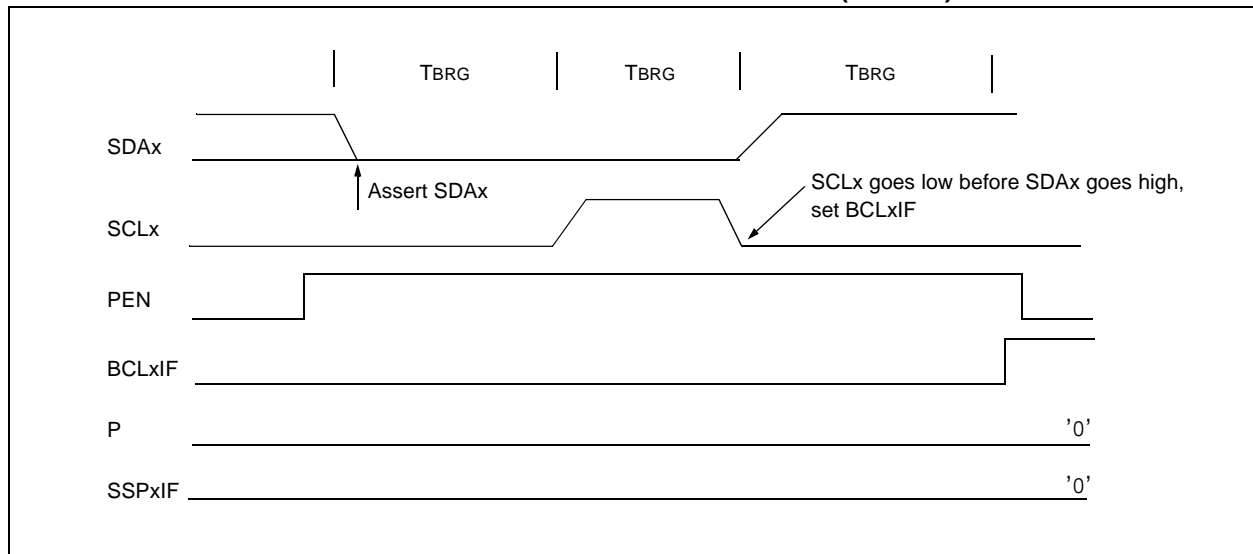 TBRG TBRG TBRG
SDAx
Assert SDAx
SCLx goes low before SDAx goes high,
set BCLxIF
SCLx
PEN
BCLxIF
P '0'
SSPxIF '0'